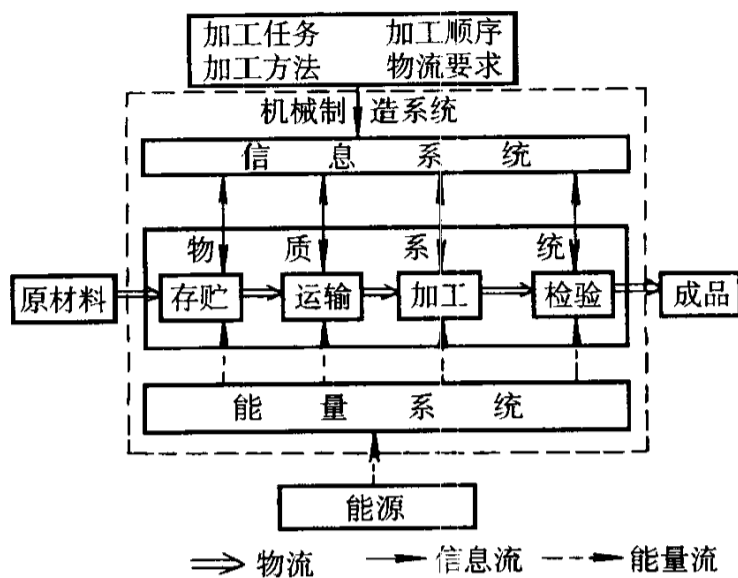 加工任务 加工顺序
加工方法 物流要求
机械制造系统
信息系统
物质系统
原材料 存贮 运输 加工 检验 成品
能量系统
能源
物流 信息流 能量流